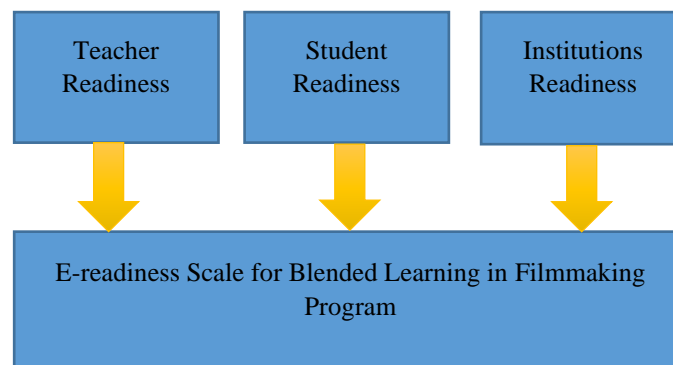 Teacher
Readiness
Student
Readiness
Institutions
Readiness
E-readiness Scale for Blended Learning in Filmmaking
Program